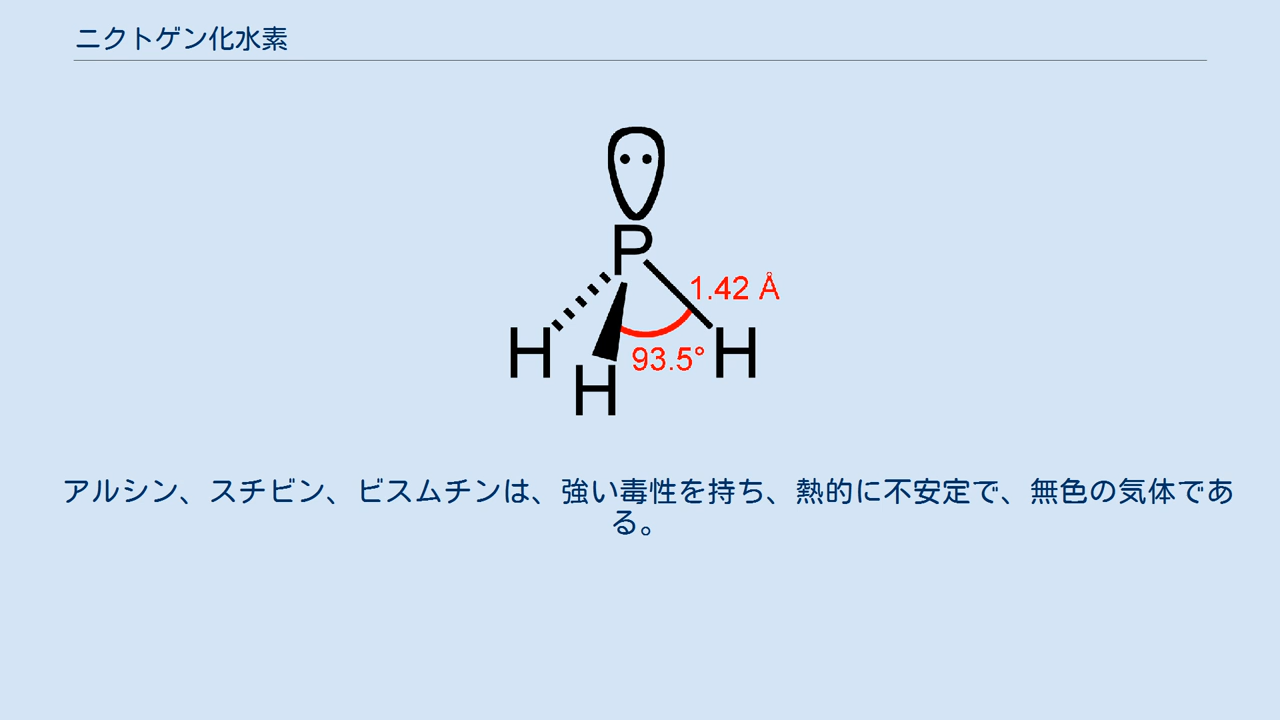 ニクトゲン化水素
P
1.42 Å
93.5°
H
H
H
アルシン、スチビン、ビスムチンは、強い毒性を持ち、熱的に不安定で、無色の気体であ
る。